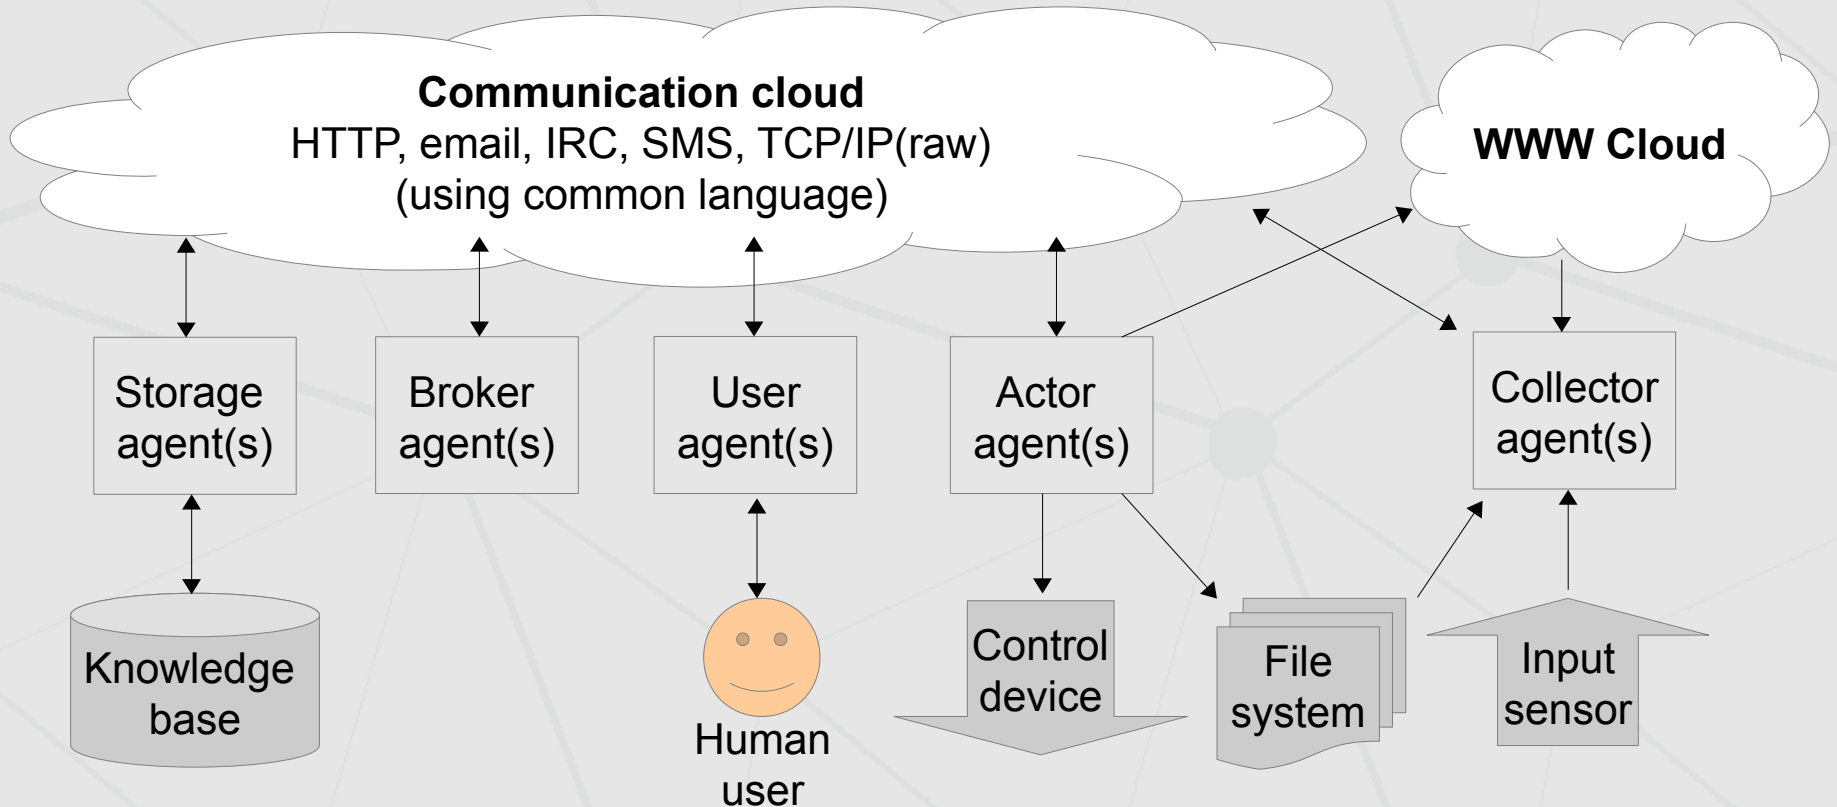 Communication cloud
HTTP, email, IRC, SMS, TCP/IP(raw)
(using common language)
WWW Cloud
Storage
agent(s)
Broker
agent(s)
User
agent(s)
Actor
agent(s)
Collector
agent(s)
Knowledge
base
Human
user
Control
device
File
system
Input
sensor